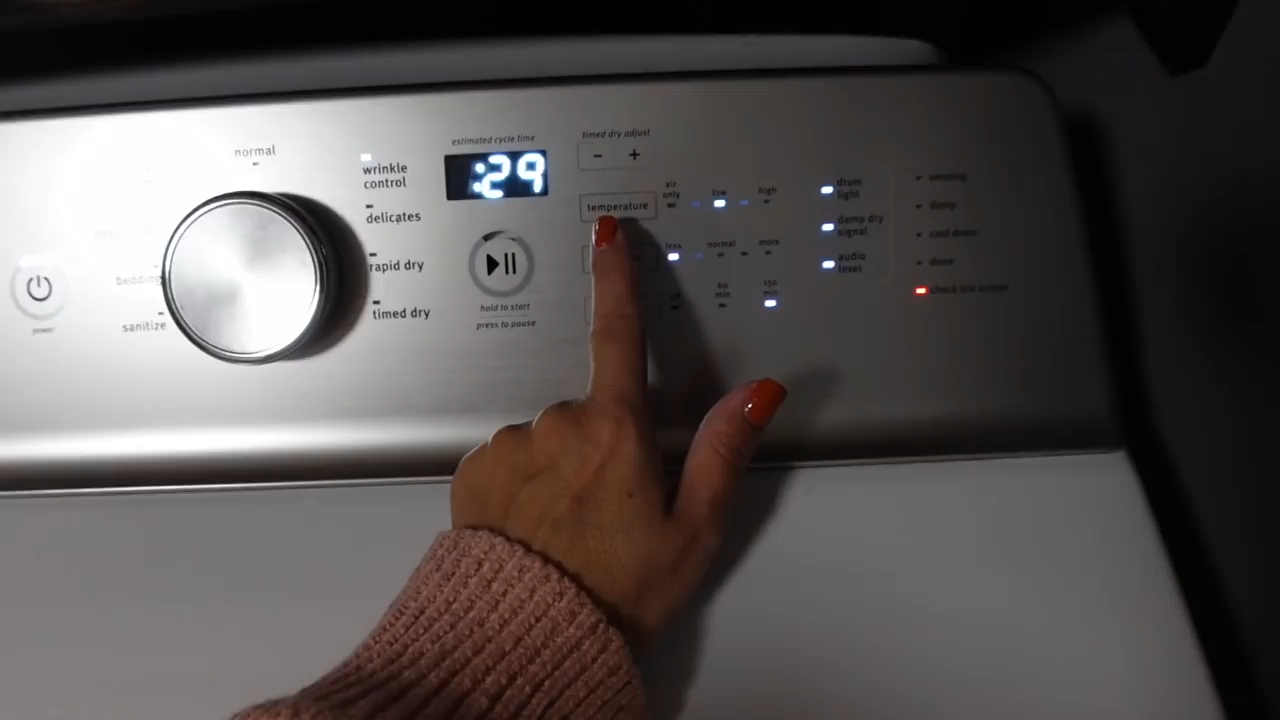 normal
wrinkle
control
delicates
rapid dry
timed dry
bedding
sanitize
power
estimated cycle time
:29
hold to start
press to pause
timed dry adjust
- +
temperature
air
only
low
high
less
normal
more
60
min
150
min
drum
light
damp dry
signal
audio
level
sensing
damp
cool down
done
check lint screen